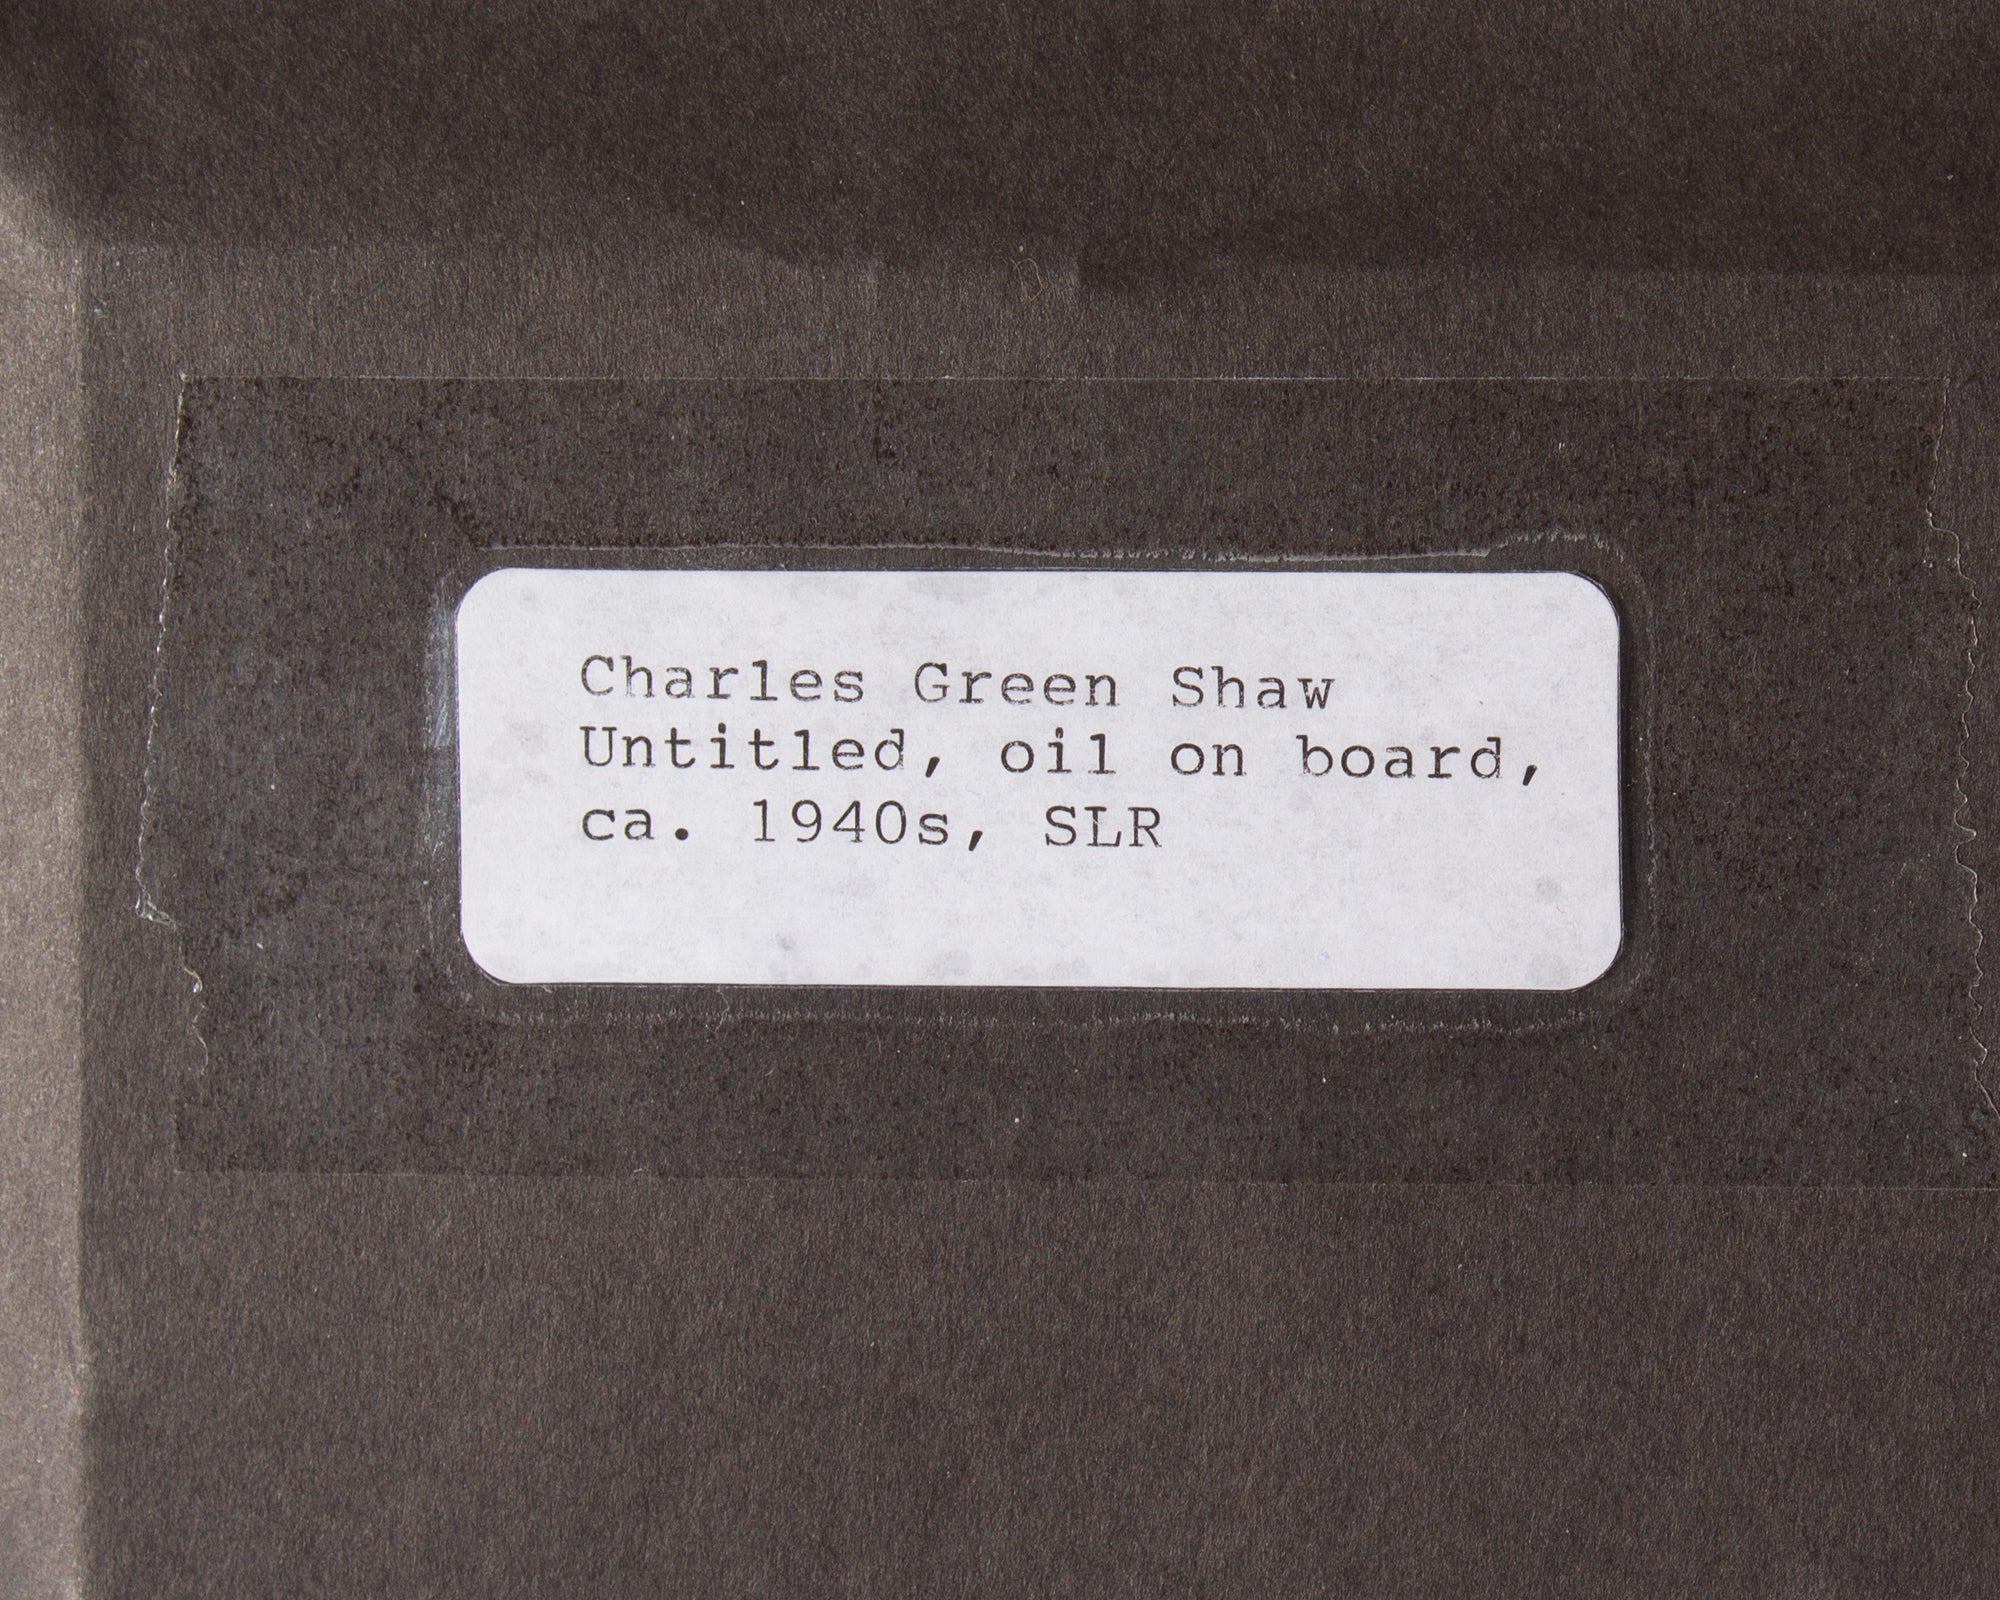 Charles Green Shaw
Untitled, oil on board,
ca. 1940s, SLR